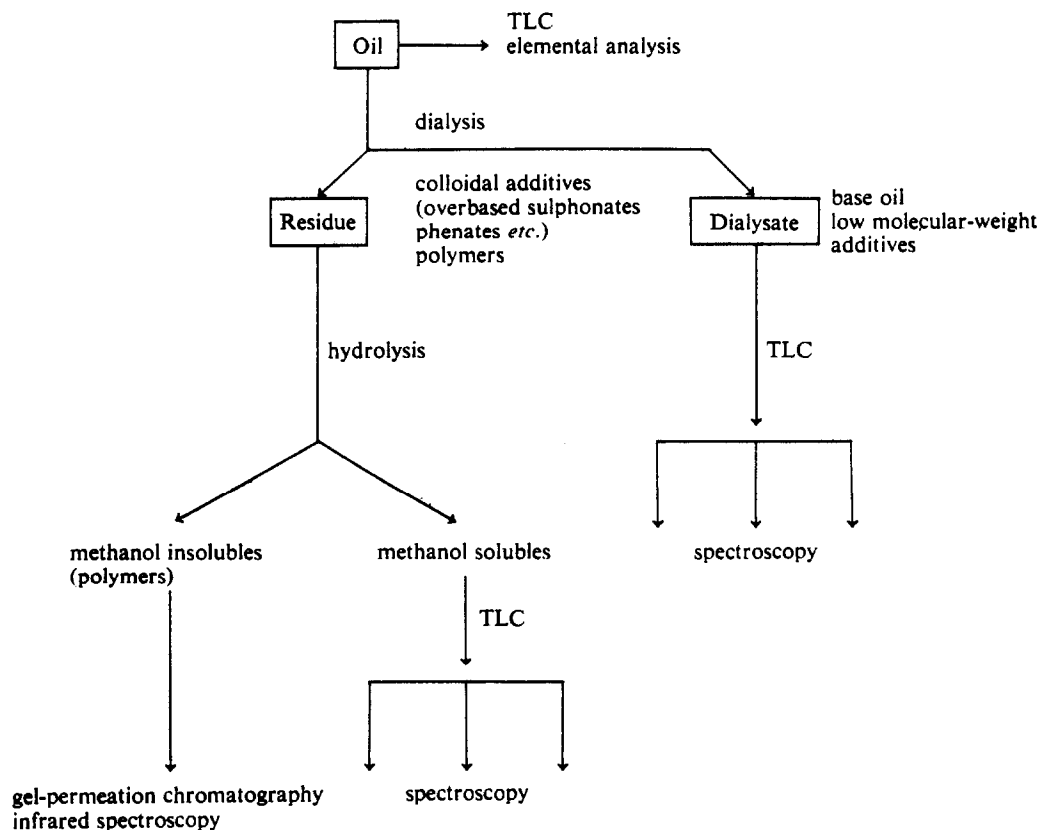 TLC
Oil
elemental analysis
dialysis
colloidal additives
(overbased sulphonates
phenates etc.)
polymers
Residue
Dialysate
base oil
low molecular-weight
additives
hydrolysis
TLC
methanol insolubles
(polymers)
methanol solubles
spectroscopy
TLC
gel-permeation chromatography
infrared spectroscopy
spectroscopy